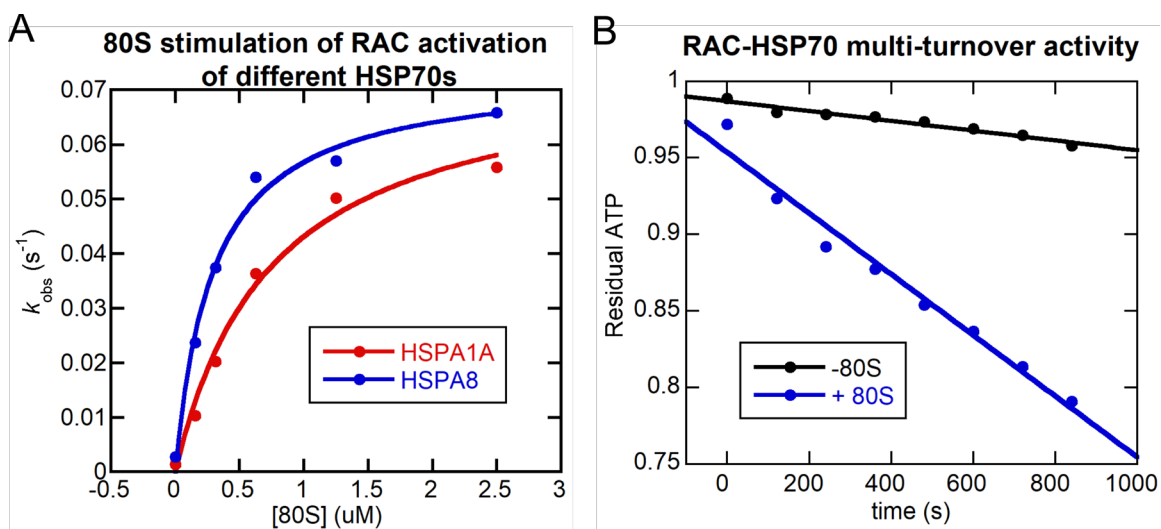 A
80S stimulation of RAC activation
of different HSP70s
0.07
0.06
0.05
0.04
0.03
0.02
0.01
0
k_obs (s⁻¹)
HSPA1A
HSPA8
-0.5 0 0.5 1 1.5 2 2.5 3
[80S] (uM)
B
RAC-HSP70 multi-turnover activity
1
0.95
0.9
0.85
0.8
0.75
Residual ATP
-80S
+ 80S
0 200 400 600 800 1000
time (s)